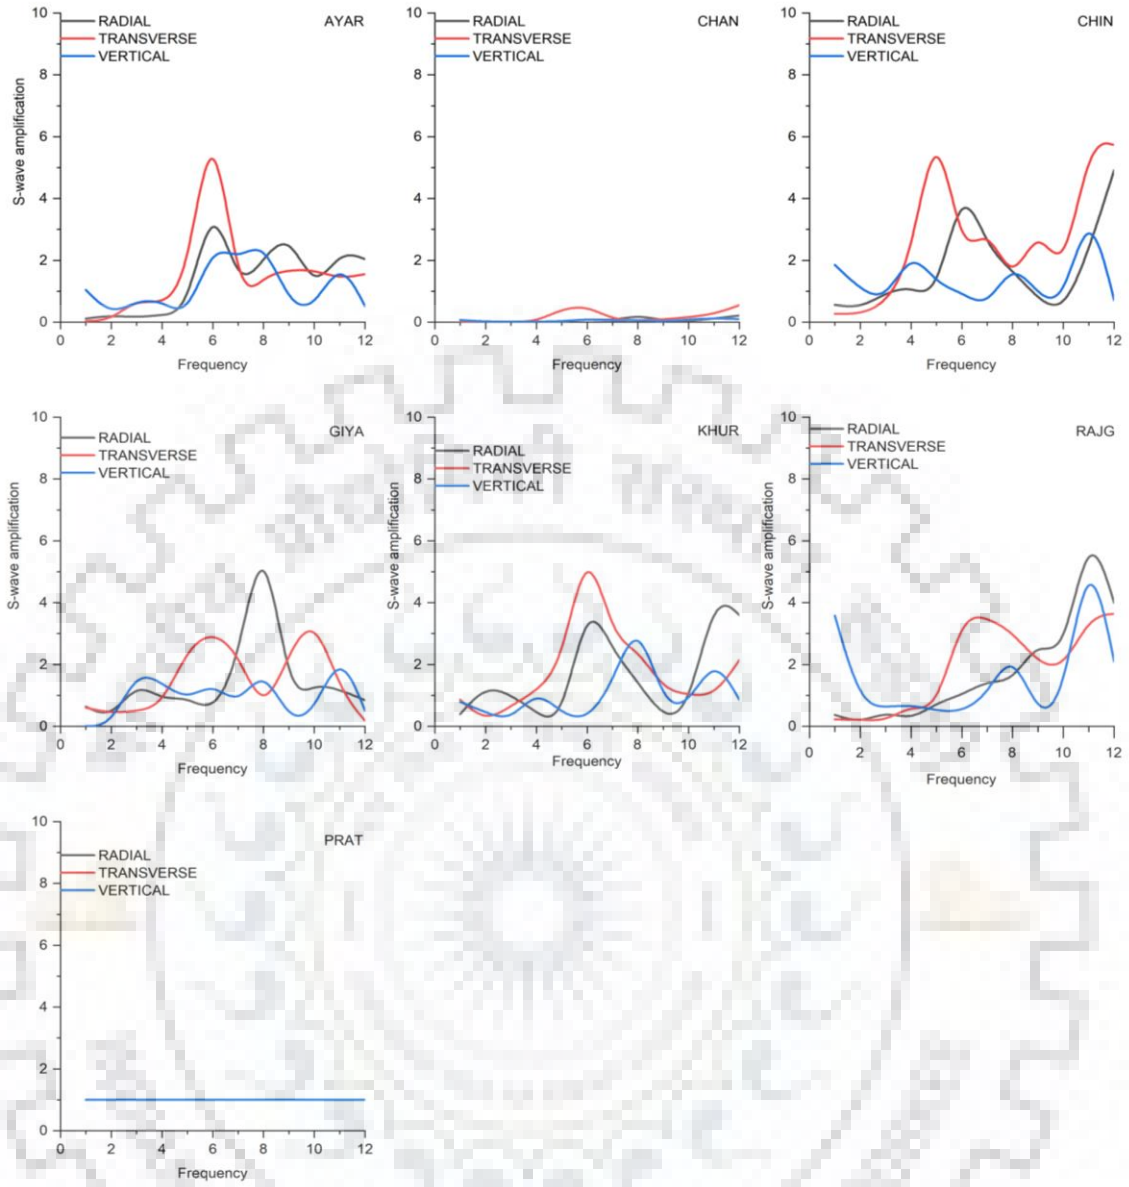 AYAR
RADIAL
TRANSVERSE
VERTICAL
S-wave amplification
10
8
6
4
2
0
0 2 4 6 8 10 12
Frequency
CHAN
RADIAL
TRANSVERSE
VERTICAL
10
8
6
4
2
0
0 2 4 6 8 10 12
Frequency
CHIN
RADIAL
TRANSVERSE
VERTICAL
10
8
6
4
2
0
0 2 4 6 8 10 12
Frequency
GIYA
RADIAL
TRANSVERSE
VERTICAL
S-wave amplification
10
8
6
4
2
0
0 2 4 6 8 10 12
Frequency
KHUR
RADIAL
TRANSVERSE
VERTICAL
S-wave amplification
10
8
6
4
2
0
0 2 4 6 8 10 12
Frequency
RAJG
RADIAL
TRANSVERSE
VERTICAL
S-wave amplification
10
8
6
4
2
0
0 2 4 6 8 10 12
Frequency
PRAT
RADIAL
TRANSVERSE
VERTICAL
10
8
6
4
2
0
0 2 4 6 8 10 12
Frequency